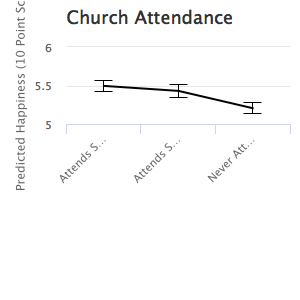 Church Attendance
Predicted Happiness (10 Point Sc
6
5.5
5
Attends S...
Attends S...
Never Att...